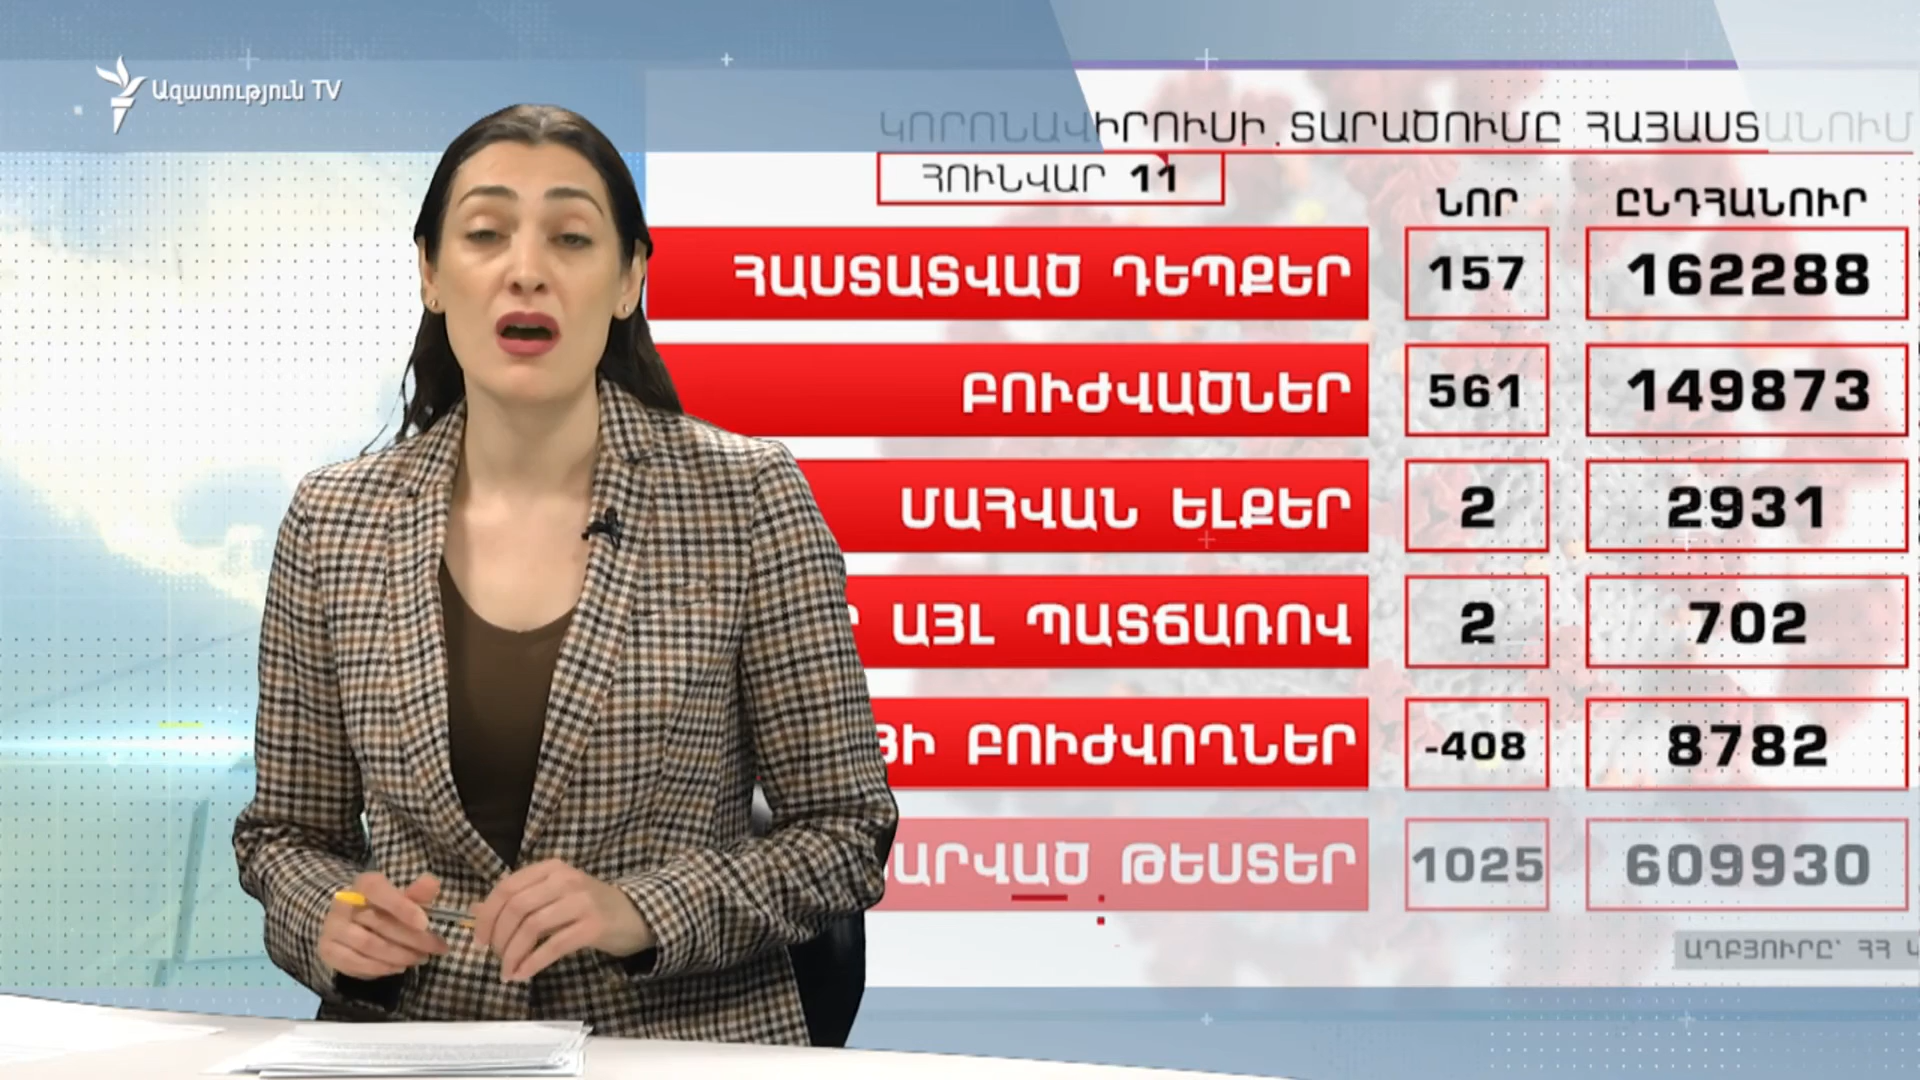 Ազատություն TV
ԿՈՐՈՆԱՎԻՐՈՒՍԻ ՏԱՐԱԾՈՒՄԸ ՀԱՅԱՍՏԱՆՈՒՄ
ՀՈՒՆՎԱՐ 11
ՆՈՐ ԸՆԴՀԱՆՈՒՐ
ՀԱՍՏԱՏՎԱԾ ԴԵՊՔԵՐ 157 162288
ԲՈՒԺՎԱԾՆԵՐ 561 149873
ՄԱՀՎԱՆ ԵԼՔԵՐ 2 2931
ԱՅԼ ՊԱՏՃԱՌՈՎ 2 702
ԲՈՒԺՎՈՂՆԵՐ -408 8782
ԹԵՍՏԵՐ 1025 609930
ԱՂԲՅՈՒՐԸ՝ ՀՀ